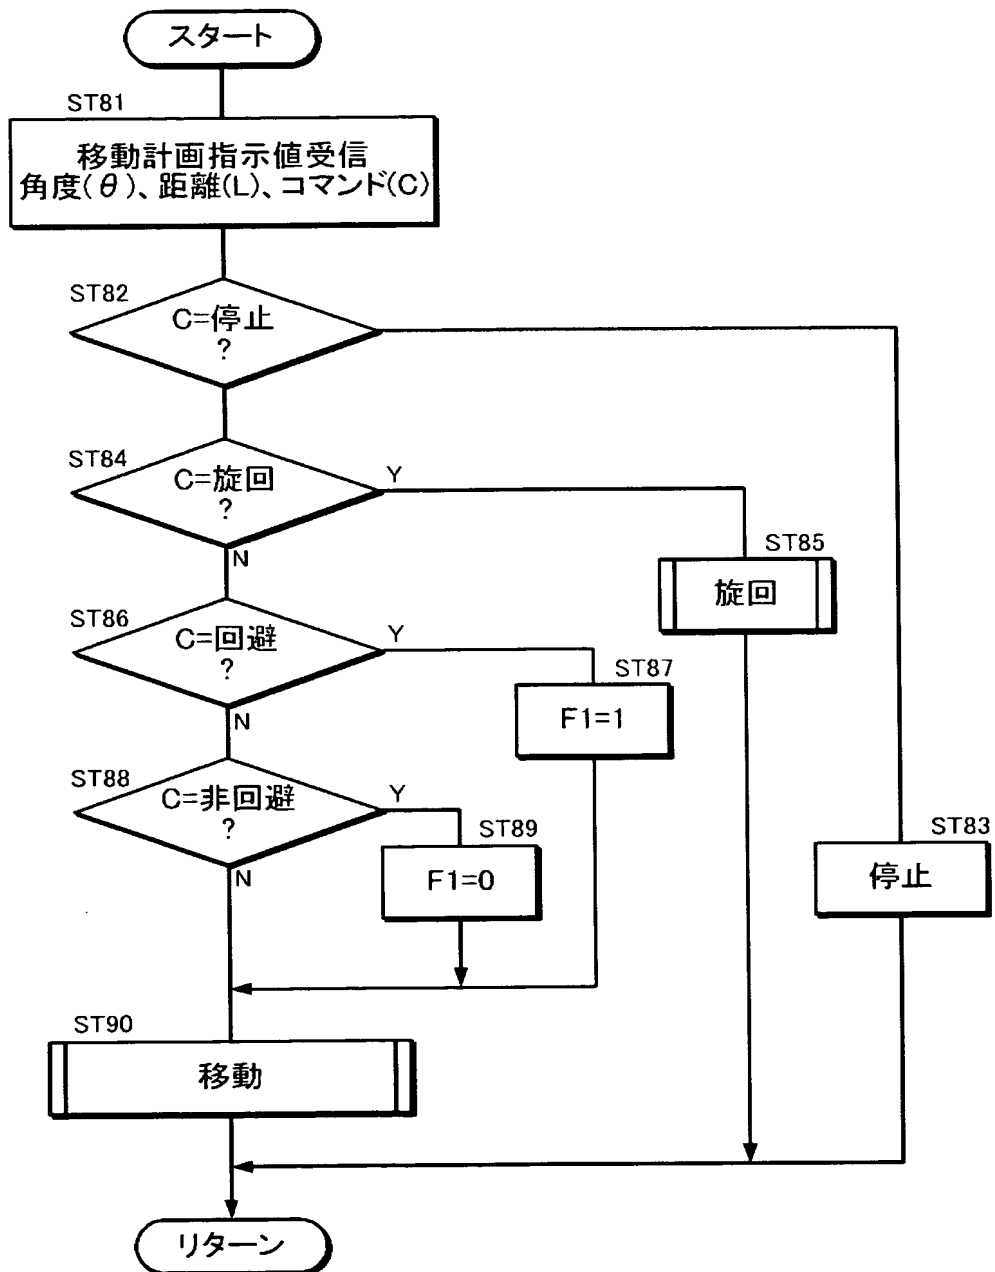 スタート
ST81
移動計画指示値受信
角度(θ)、距離(L)、コマンド(C)
ST82
C=停止
?
ST84
C=旋回
?
Y
N
ST85
旋回
ST86
C=回避
?
Y
N
ST87
F1=1
ST88
C=非回避
?
Y
N
ST89
F1=0
ST83
停止
ST90
移動
リターン